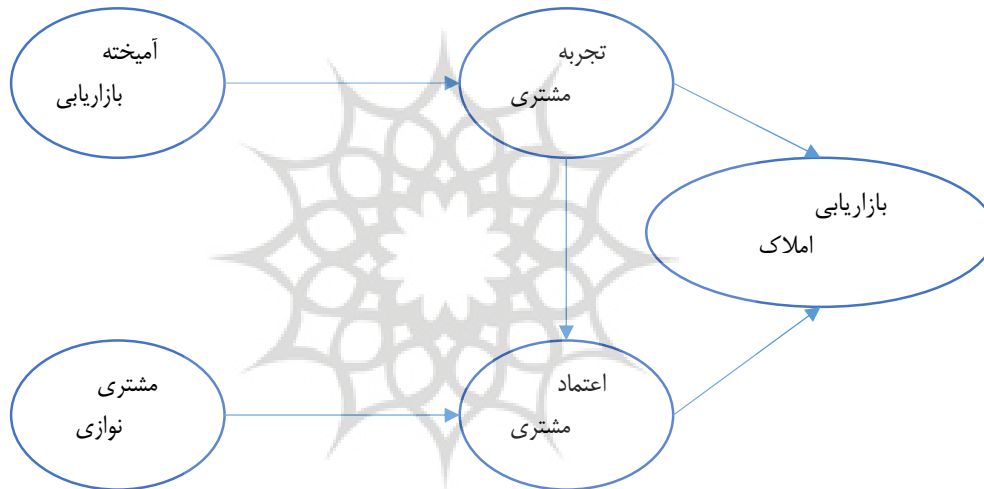 آمیخته
بازاریابی
تجربه
مشتری
بازاریابی
املاک
مشتری
نوازی
اعتماد
مشتری